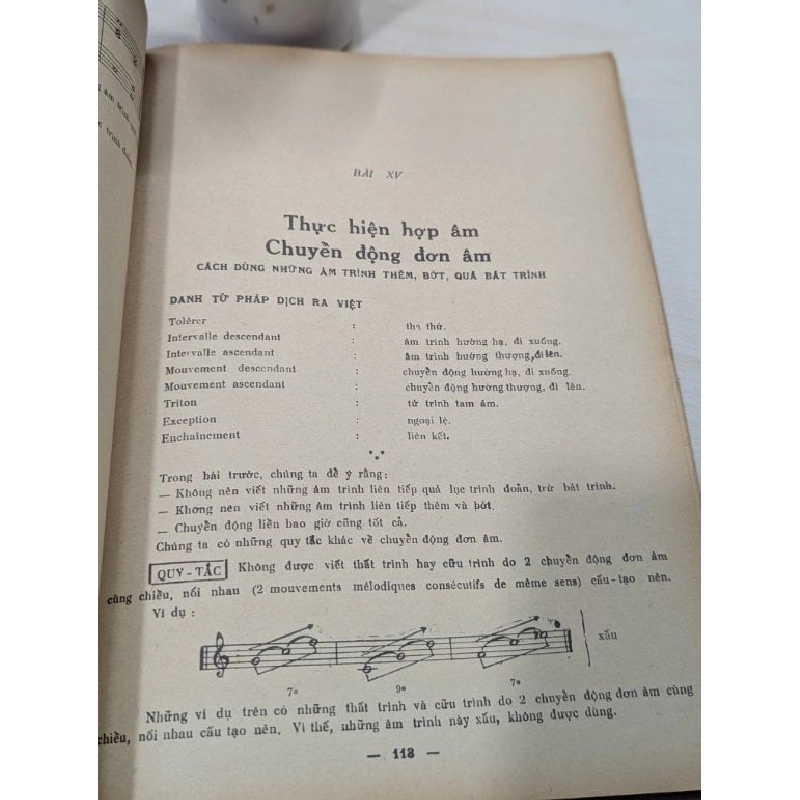 BÀI XV
Thực hiện hợp âm
Chuyển động đơn âm
CÁCH DÙNG NHỮNG ÂM TRÌNH THÊM, BỚT, QUÁ BÁT TRÌNH
DANH TỪ PHÁP DỊCH RA VIỆT
Tolérer : tha thứ.
Intervalle descendant : âm trình hướng hạ, đi xuống.
Intervalle ascendant : âm trình hướng thượng, đi lên.
Mouvement descendant : chuyển động hướng hạ, đi xuống.
Mouvement ascendant : chuyển động hướng thượng, đi lên.
Triton : tứ trình tam âm.
Exception : ngoại lệ.
Enchainement : liên kết.
Trong bài trước, chúng ta để ý rằng:
— Không nên viết những âm trình liên tiếp quá lục trình đoản, trừ bát trình.
— Không nên viết những âm trình liên tiếp thêm và bớt.
— Chuyển động liền bao giờ cũng tốt cả.
Chúng ta có những quy tắc khác về chuyển động đơn âm.
QUY-TẮC Không được viết thất trình hay cửu trình do 2 chuyển động đơn âm
cùng chiều, nối nhau (2 mouvements mélodiques consécutifs de même sens) cấu-tạo nên.
Ví dụ :
xấu
7e 9e 7e
Những ví dụ trên có những thất trình và cửu trình do 2 chuyển động đơn âm cùng
chiều, nối nhau cấu tạo nên. Vì thế, những âm trình này xấu, không được dùng.
— 118 —